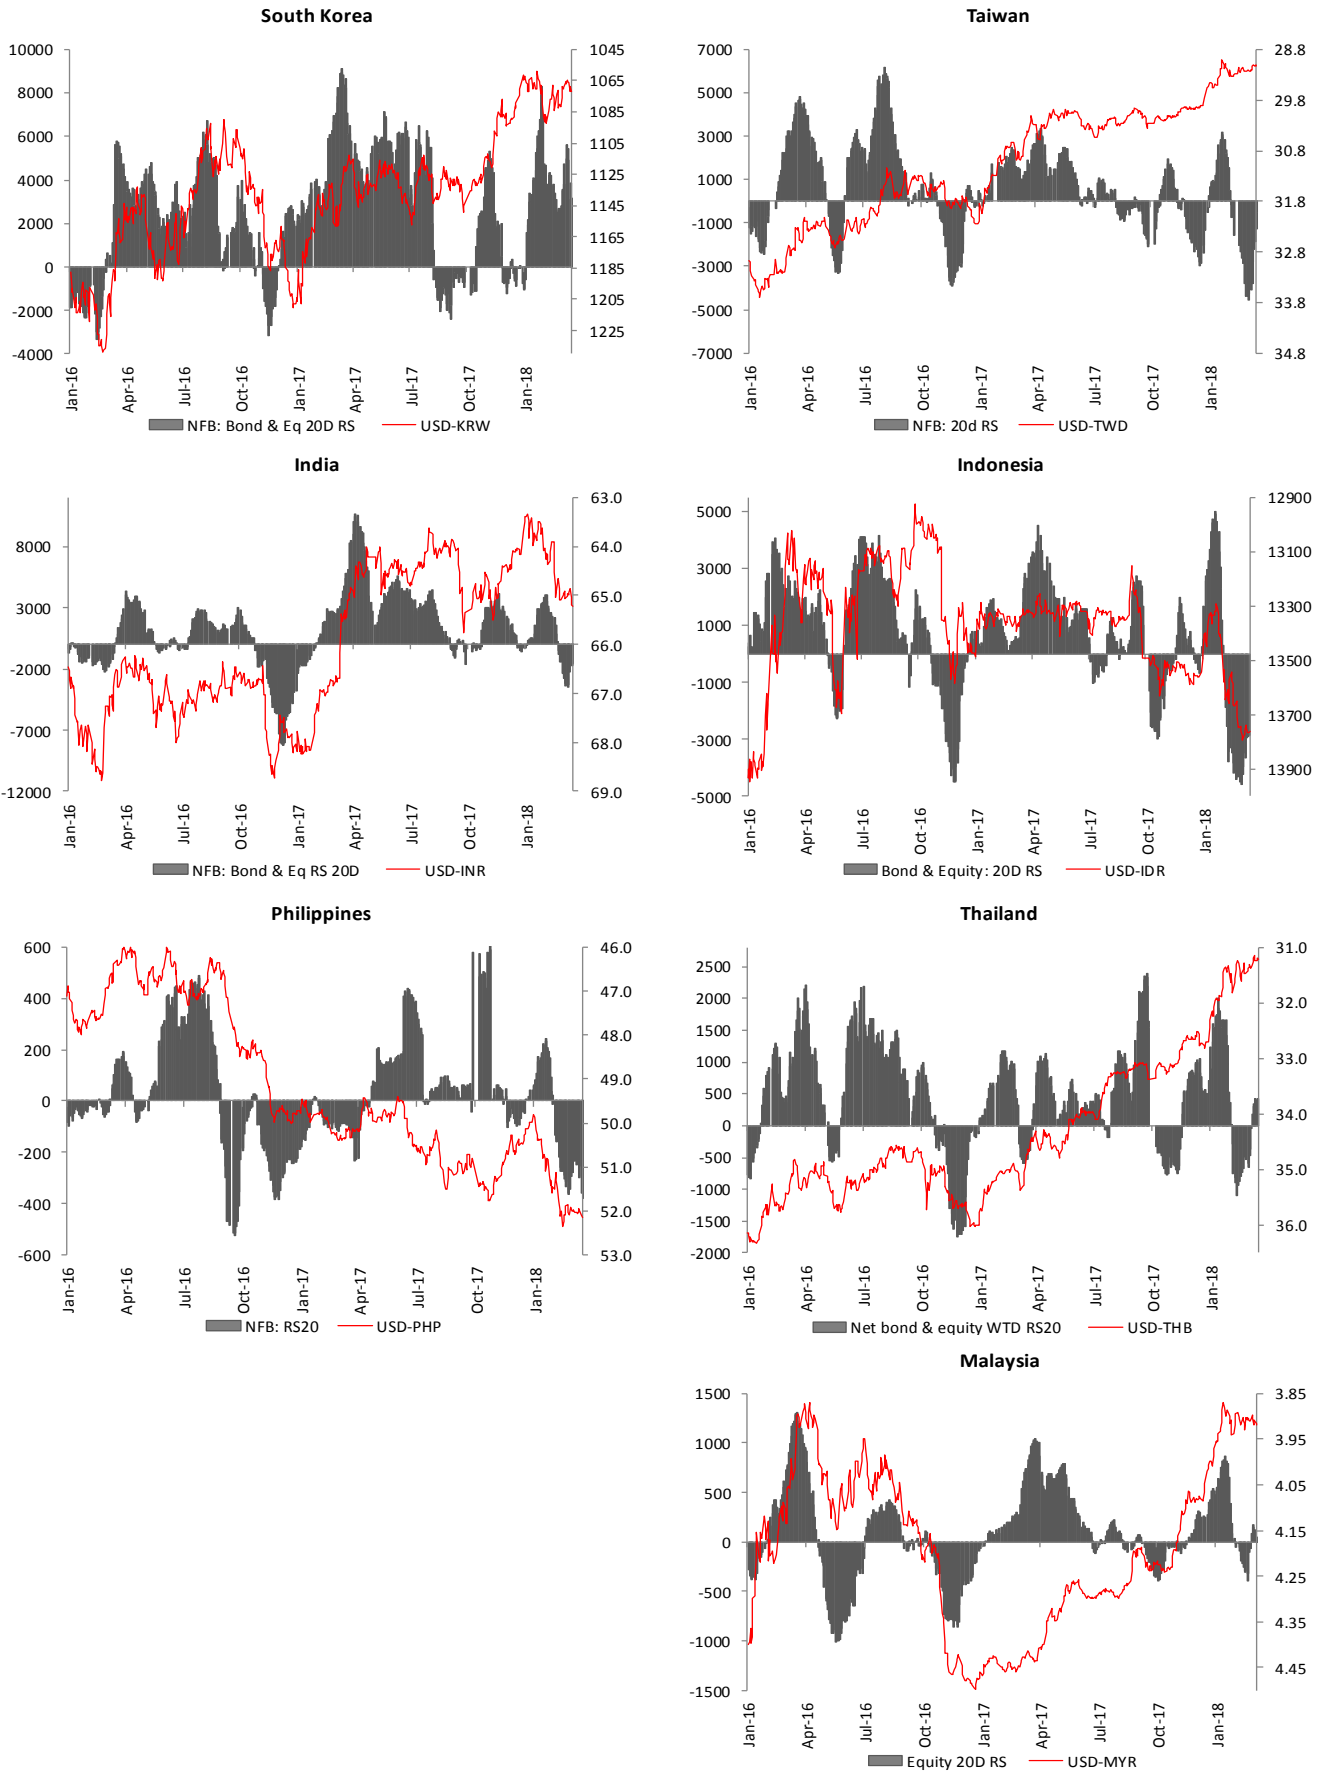 South Korea
10000
8000
6000
4000
2000
0
-2000
-4000
1045
1065
1085
1105
1125
1145
1165
1185
1205
1225
Jan-16
Apr-16
Jul-16
Oct-16
Jan-17
Apr-17
Jul-17
Oct-17
Jan-18
NFB: Bond & Eq 20D RS
USD-KRW
Taiwan
7000
5000
3000
1000
-1000
-3000
-5000
-7000
28.8
29.8
30.8
31.8
32.8
33.8
34.8
Jan-16
Apr-16
Jul-16
Oct-16
Jan-17
Apr-17
Jul-17
Oct-17
Jan-18
NFB: 20d RS
USD-TWD
India
8000
3000
-2000
-7000
-12000
63.0
64.0
65.0
66.0
67.0
68.0
69.0
Jan-16
Apr-16
Jul-16
Oct-16
Jan-17
Apr-17
Jul-17
Oct-17
Jan-18
NFB: Bond & Eq RS 20D
USD-INR
Indonesia
5000
3000
1000
-1000
-3000
-5000
12900
13100
13300
13500
13700
13900
Jan-16
Apr-16
Jul-16
Oct-16
Jan-17
Apr-17
Jul-17
Oct-17
Jan-18
Bond & Equity: 20D RS
USD-IDR
Philippines
600
400
200
0
-200
-400
-600
46.0
47.0
48.0
49.0
50.0
51.0
52.0
53.0
Jan-16
Apr-16
Jul-16
Oct-16
Jan-17
Apr-17
Jul-17
Oct-17
Jan-18
NFB: RS20
USD-PHP
Thailand
2500
2000
1500
1000
500
0
-500
-1000
-1500
-2000
31.0
32.0
33.0
34.0
35.0
36.0
Jan-16
Apr-16
Jul-16
Oct-16
Jan-17
Apr-17
Jul-17
Oct-17
Jan-18
Net bond & equity WTD RS20
USD-THB
Malaysia
1500
1000
500
0
-500
-1000
-1500
3.85
3.95
4.05
4.15
4.25
4.35
4.45
Jan-16
Apr-16
Jul-16
Oct-16
Jan-17
Apr-17
Jul-17
Oct-17
Jan-18
Equity 20D RS
USD-MYR